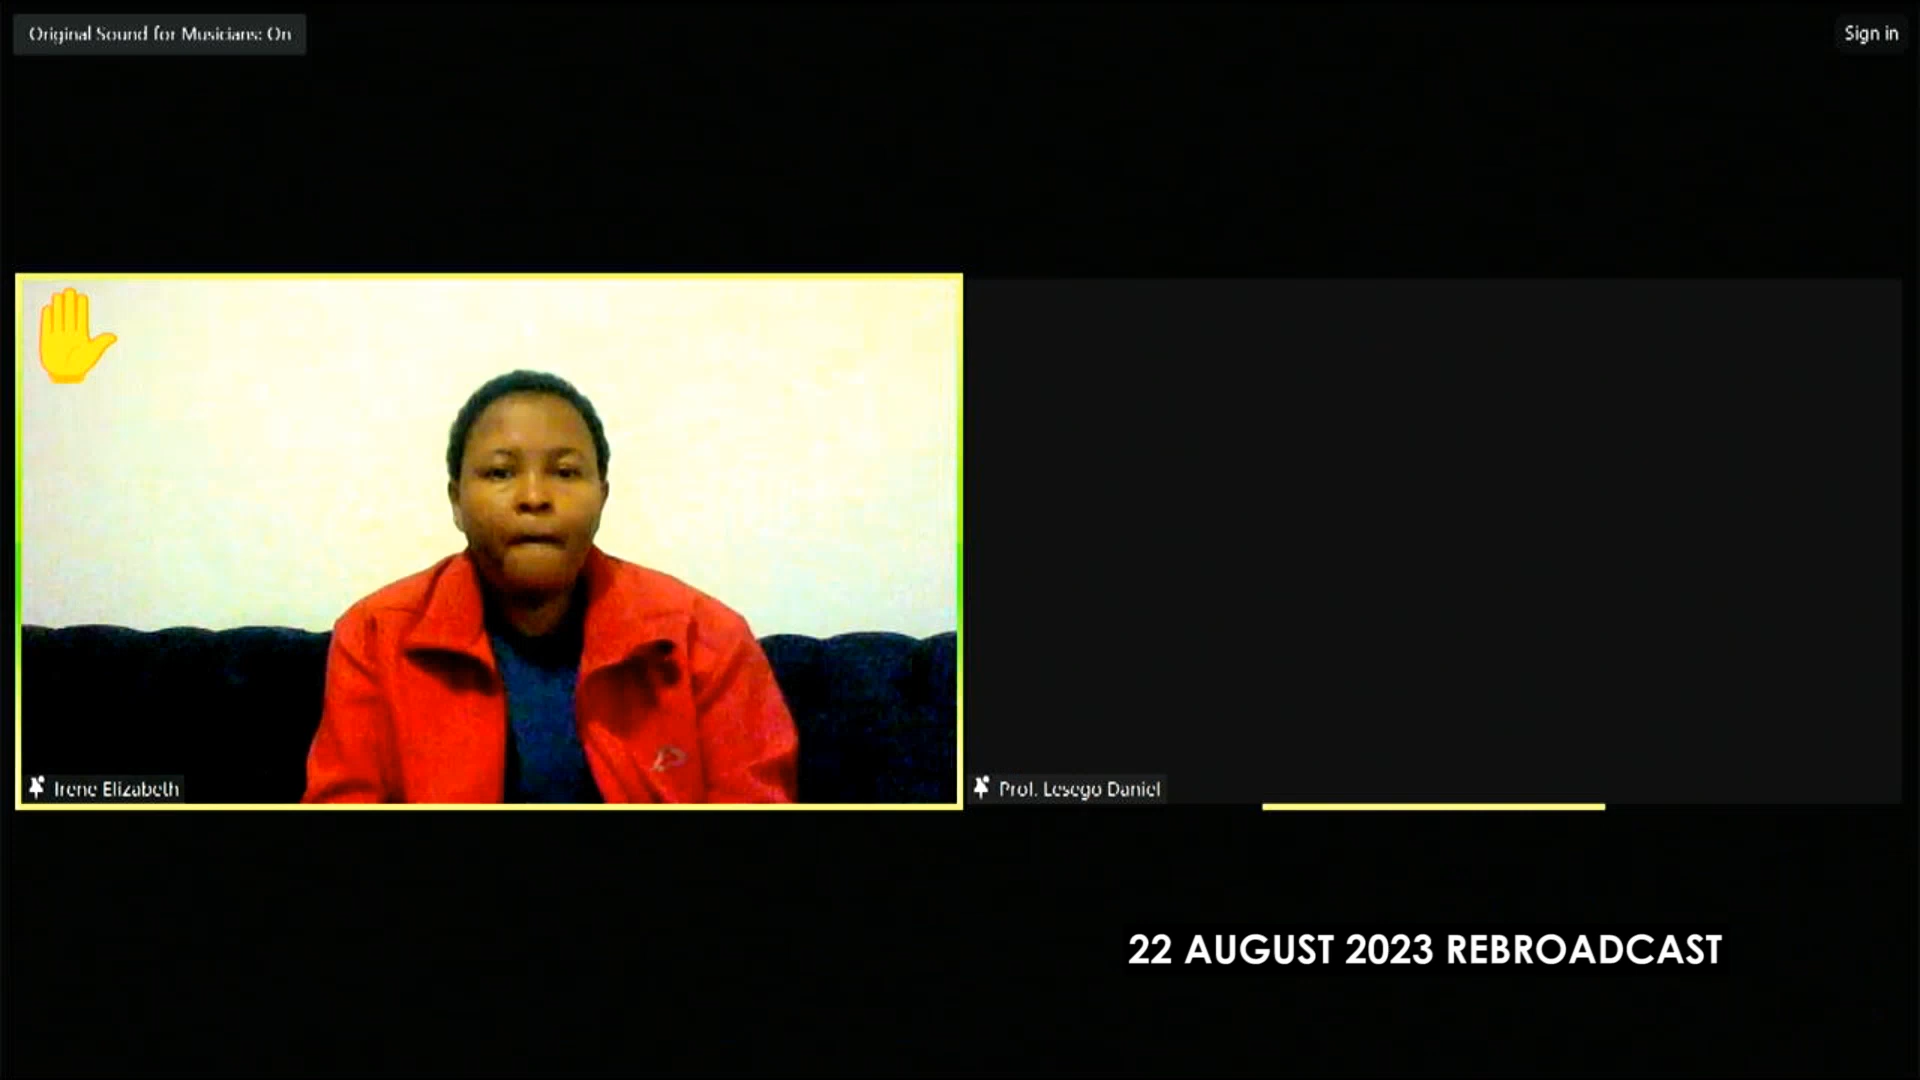 Original Sound for Musicians: On
Sign in
Irene Elizabeth
Prof. Lesego Daniel
22 AUGUST 2023 REBROADCAST